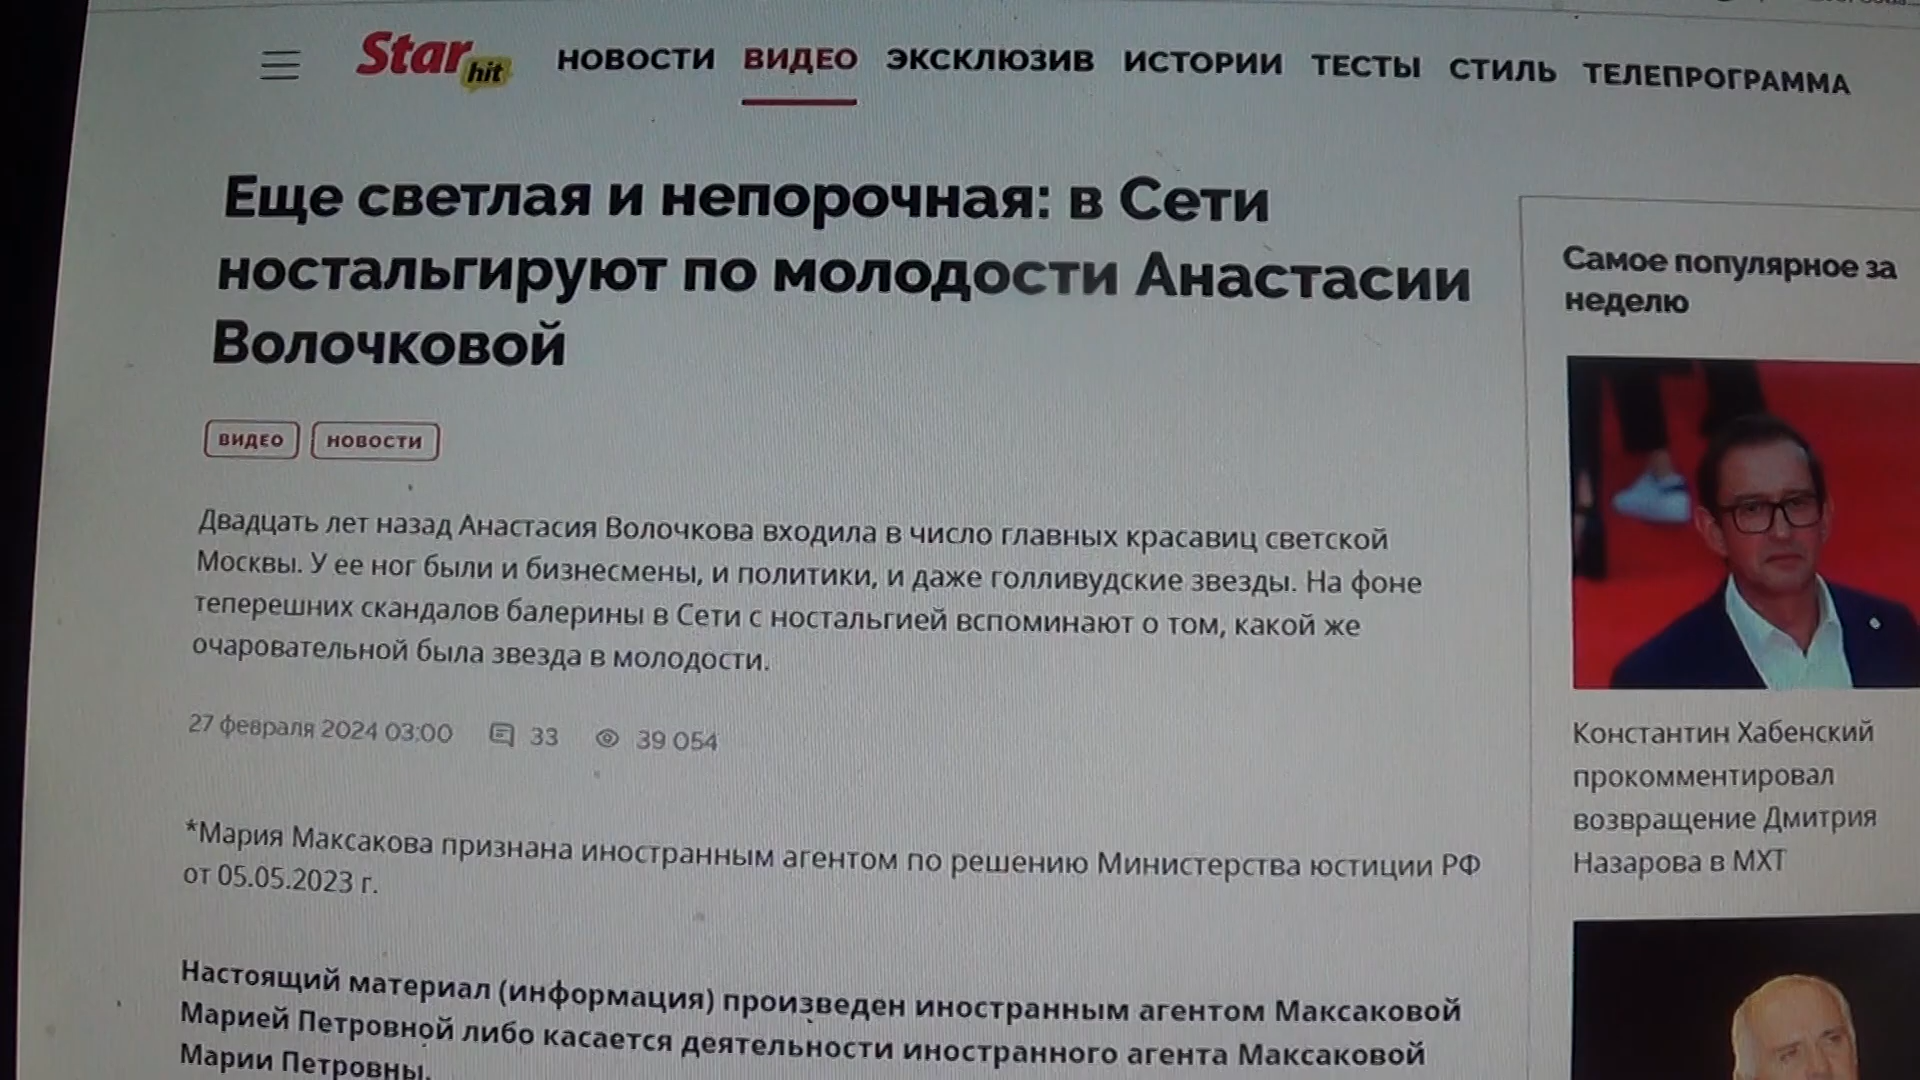 Star hit
НОВОСТИ ВИДЕО ЭКСКЛЮЗИВ ИСТОРИИ ТЕСТЫ СТИЛЬ ТЕЛЕПРОГРАММА
Еще светлая и непорочная: в Сети
ностальгируют по молодости Анастасии
Волочковой
ВИДЕО НОВОСТИ
Двадцать лет назад Анастасия Волочкова входила в число главных красавиц светской
Москвы. У ее ног были и бизнесмены, и политики, и даже голливудские звезды. На фоне
теперешних скандалов балерины в Сети с ностальгией вспоминают о том, какой же
очаровательной была звезда в молодости.
27 февраля 2024 03:00 33 39 054
*Мария Максакова признана иностранным агентом по решению Министерства юстиции РФ
от 05.05.2023 г.
Настоящий материал (информация) произведен иностранным агентом Максаковой
Марией Петровной либо касается деятельности иностранного агента Максаковой
Марии Петровны.
Самое популярное за
неделю
Константин Хабенский
прокомментировал
возвращение Дмитрия
Назарова в МХТ